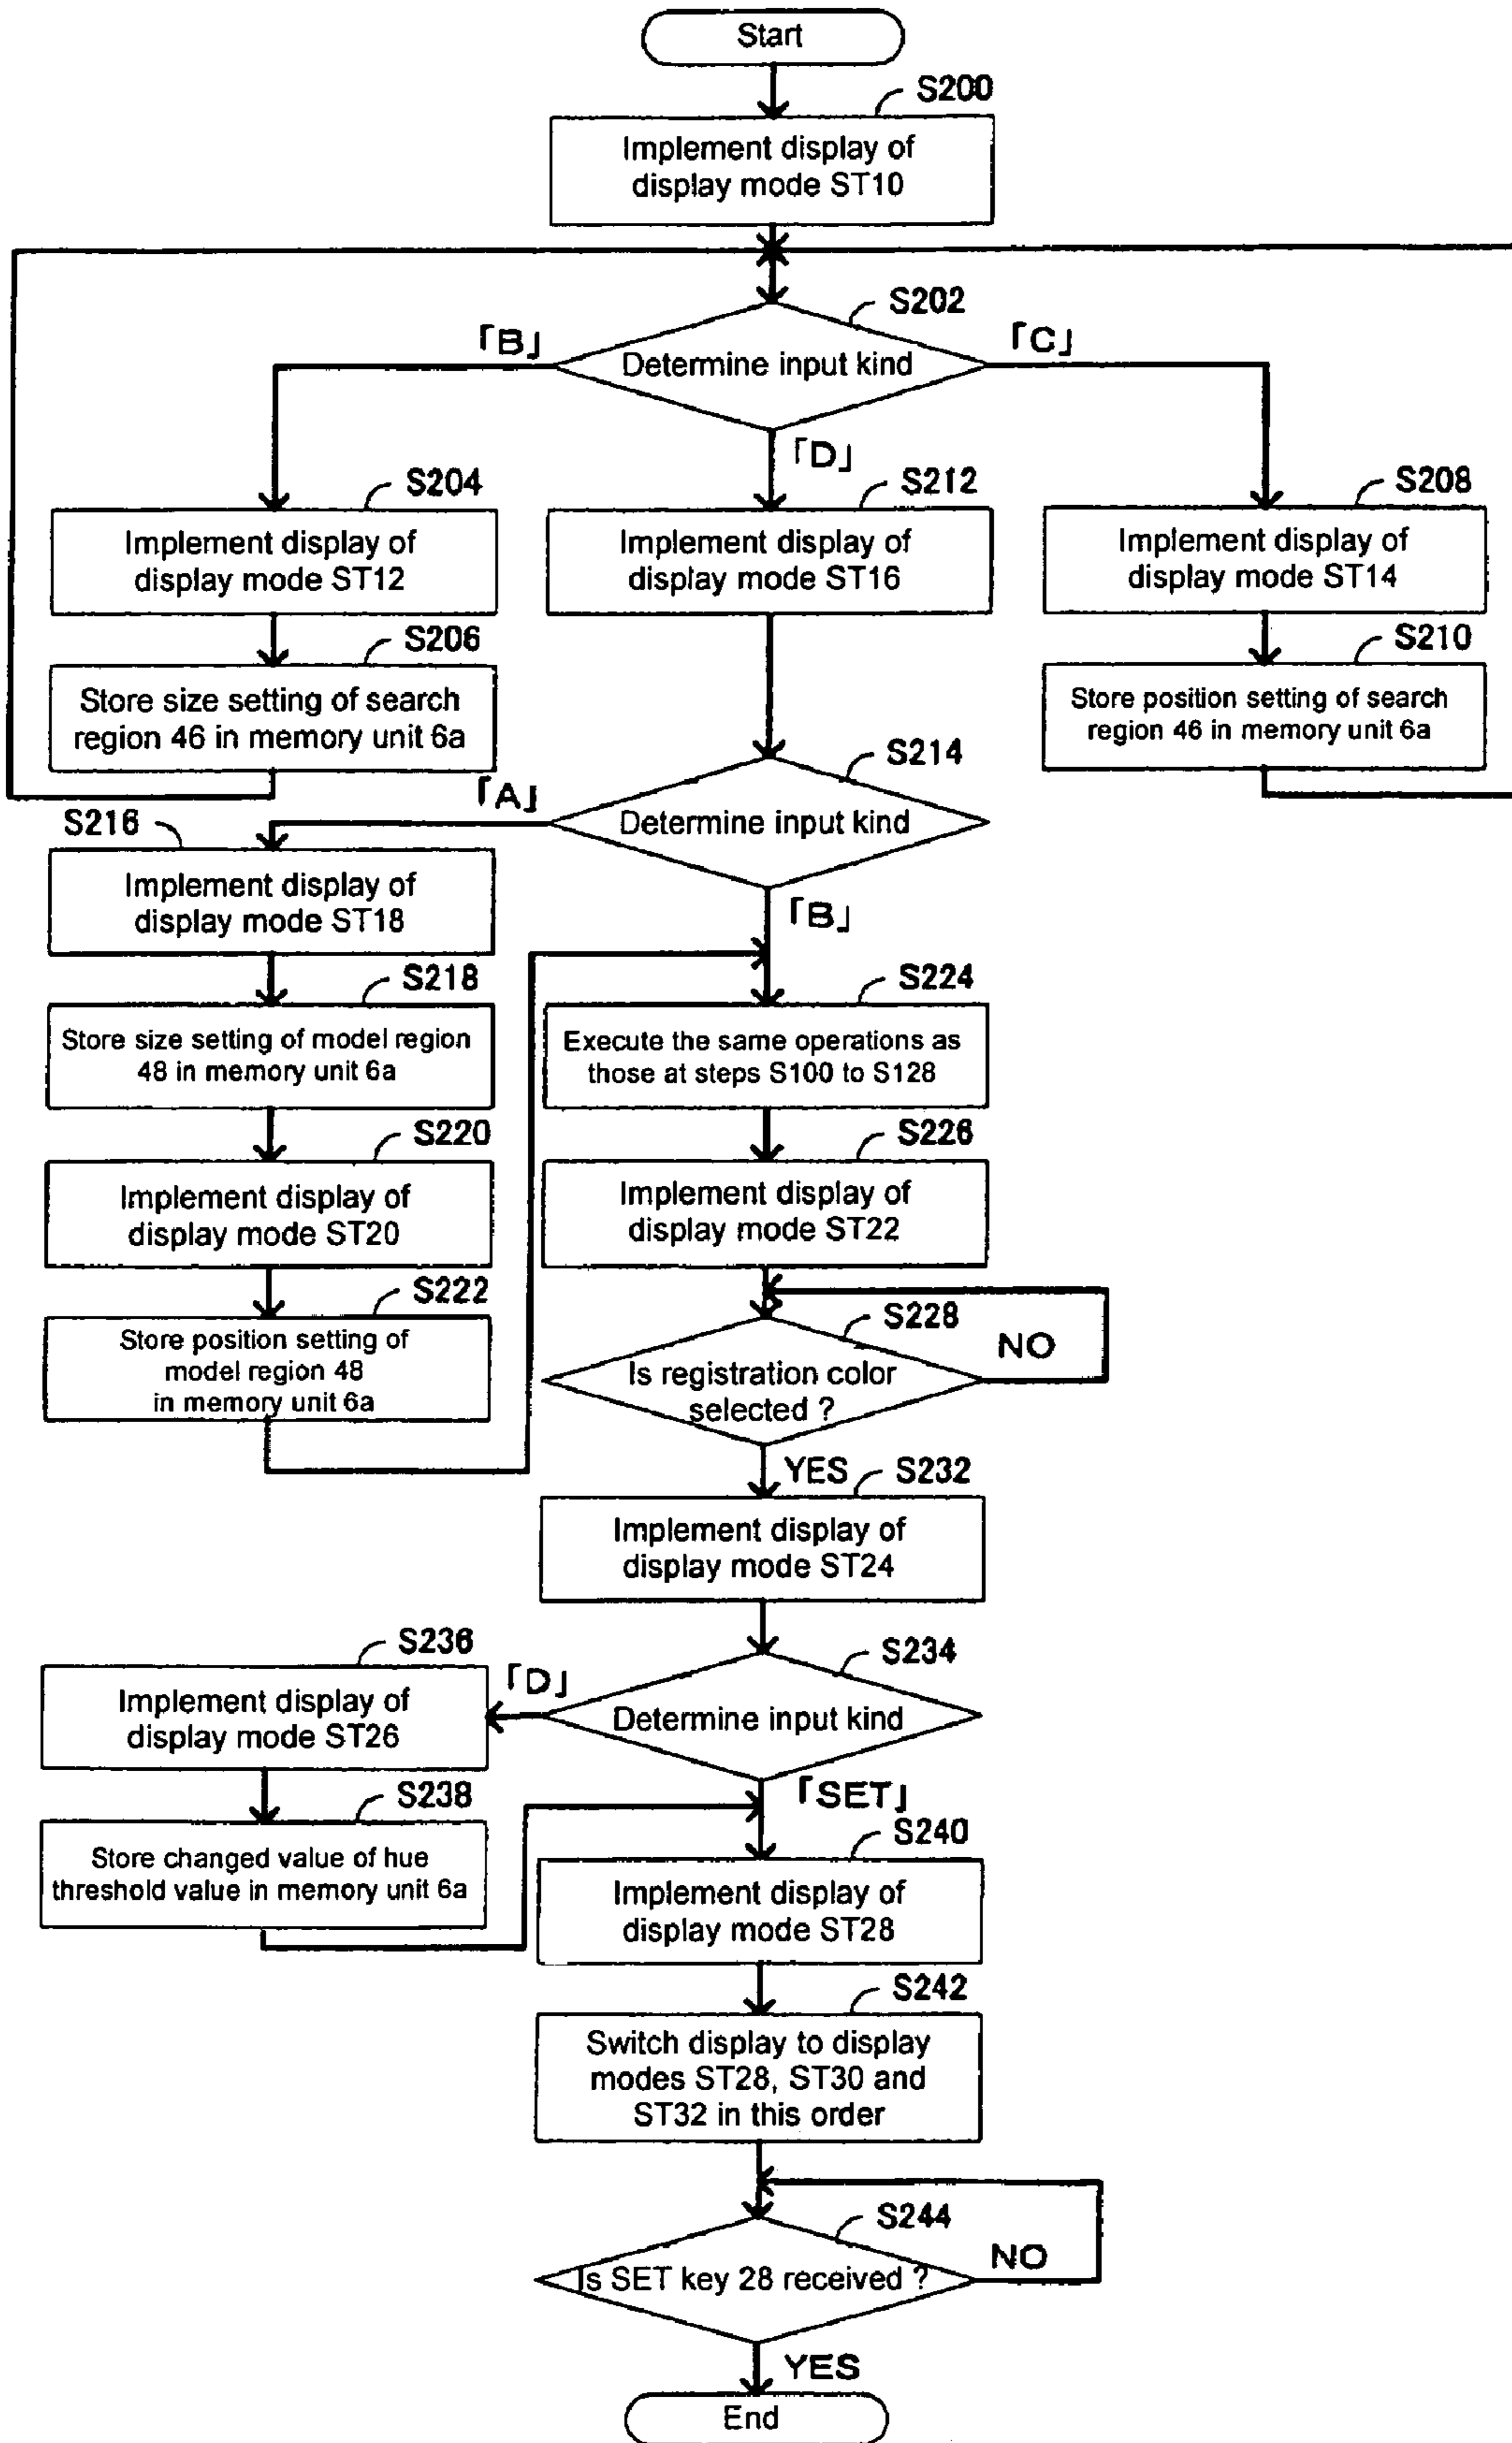 Start
S200
Implement display of
display mode ST10
S202
「B」
Determine input kind
「C」
「D」
S204
Implement display of
display mode ST12
S212
Implement display of
display mode ST16
S208
Implement display of
display mode ST14
S206
Store size setting of search
region 46 in memory unit 6a
S210
Store position setting of search
region 46 in memory unit 6a
S214
「A」
Determine input kind
「B」
S216
Implement display of
display mode ST18
S218
Store size setting of model region
48 in memory unit 6a
S224
Execute the same operations as
those at steps S100 to S128
S220
Implement display of
display mode ST20
S226
Implement display of
display mode ST22
S222
Store position setting of
model region 48
in memory unit 6a
S228
Is registration color
selected ?
NO
YES
S232
Implement display of
display mode ST24
S236
Implement display of
display mode ST26
S234
「D」
Determine input kind
「SET」
S238
Store changed value of hue
threshold value in memory unit 6a
S240
Implement display of
display mode ST28
S242
Switch display to display
modes ST28, ST30 and
ST32 in this order
S244
Is SET key 28 received ?
NO
YES
End